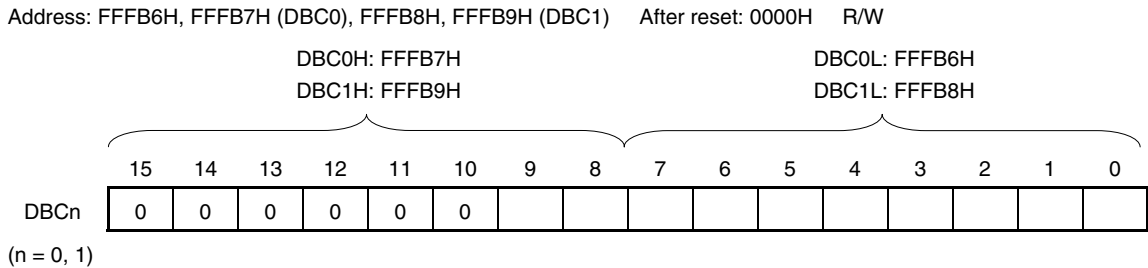 Address: FFFB6H, FFFB7H (DBC0), FFFB8H, FFFB9H (DBC1) After reset: 0000H R/W
DBC0H: FFFB7H DBC0L: FFFB6H
DBC1H: FFFB9H DBC1L: FFFB8H
15 14 13 12 11 10 9 8 7 6 5 4 3 2 1 0
DBCn 0 0 0 0 0 0
(n = 0, 1)